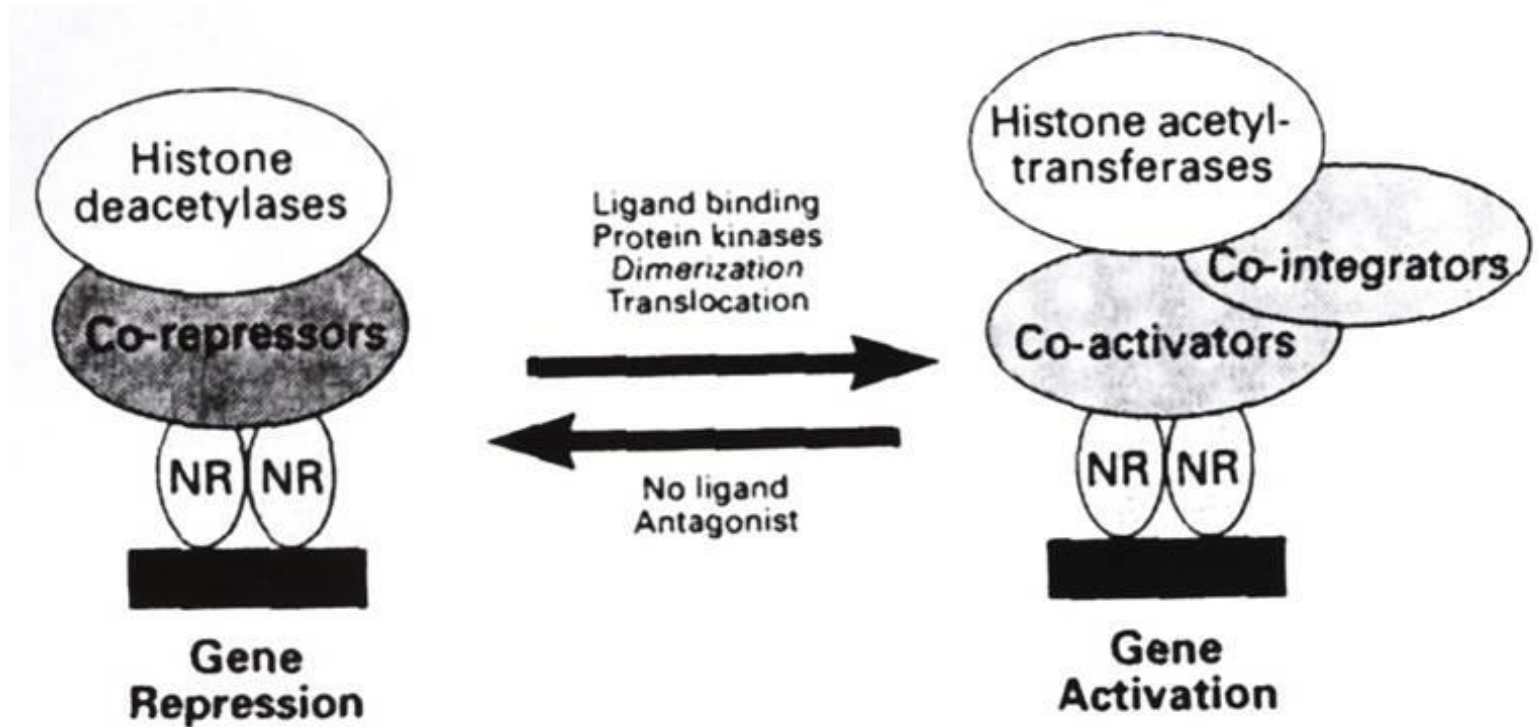 Histone
deacetylases
Co-repressors
NR NR
Gene
Repression
Ligand binding
Protein kinases
Dimerization
Translocation
No ligand
Antagonist
Histone acetyl-
transferases
Co-integrators
Co-activators
NR NR
Gene
Activation